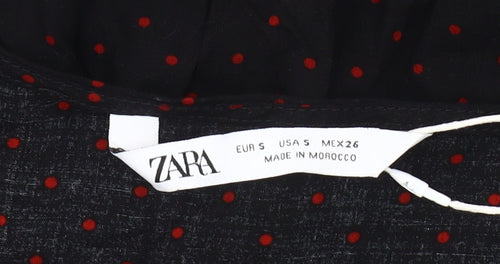 ZARA
EUR S USA S MEX 26
MADE IN MOROCCO